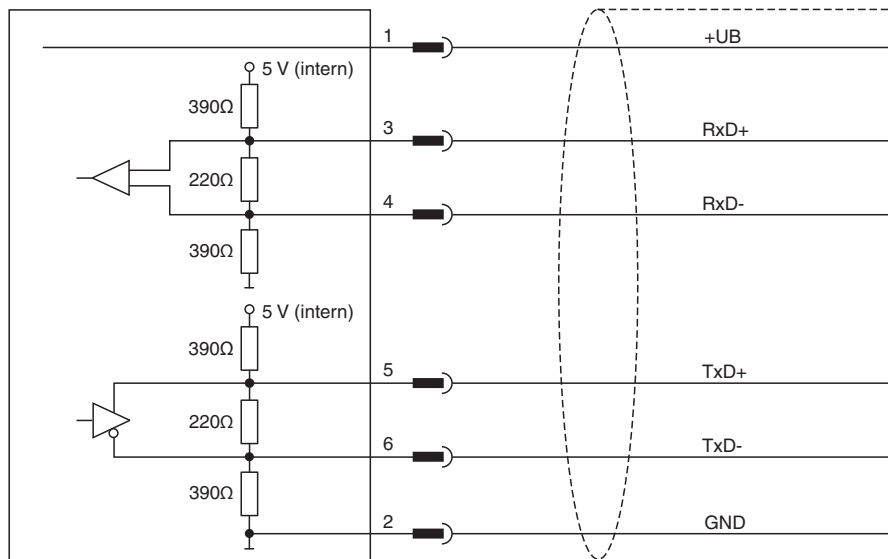 1
+UB
5 V (intern)
390Ω
3
RxD+
220Ω
4
RxD-
390Ω
5 V (intern)
390Ω
5
TxD+
220Ω
6
TxD-
390Ω
2
GND